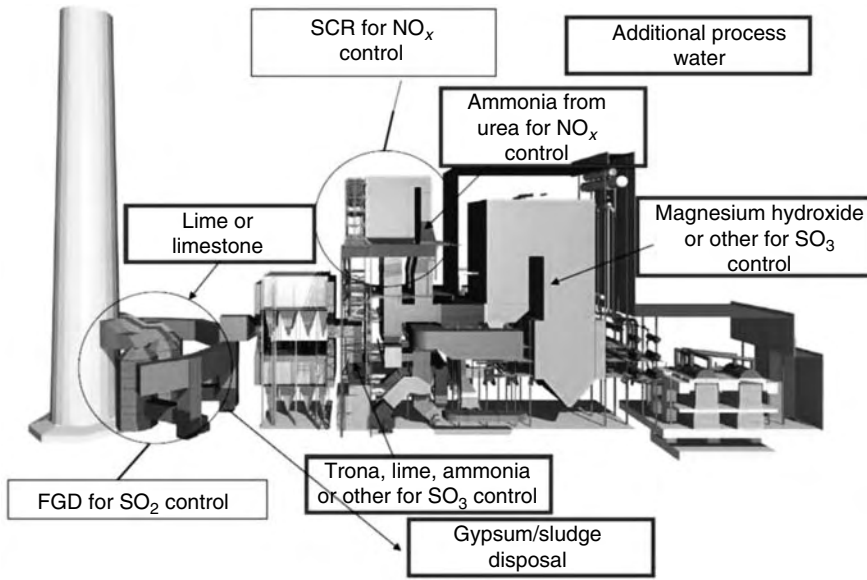 SCR for NOx
control
Additional process
water
Ammonia from
urea for NOx
control
Lime or
limestone
Magnesium hydroxide
or other for SO3
control
Trona, lime, ammonia
or other for SO3 control
FGD for SO2 control
Gypsum/sludge
disposal